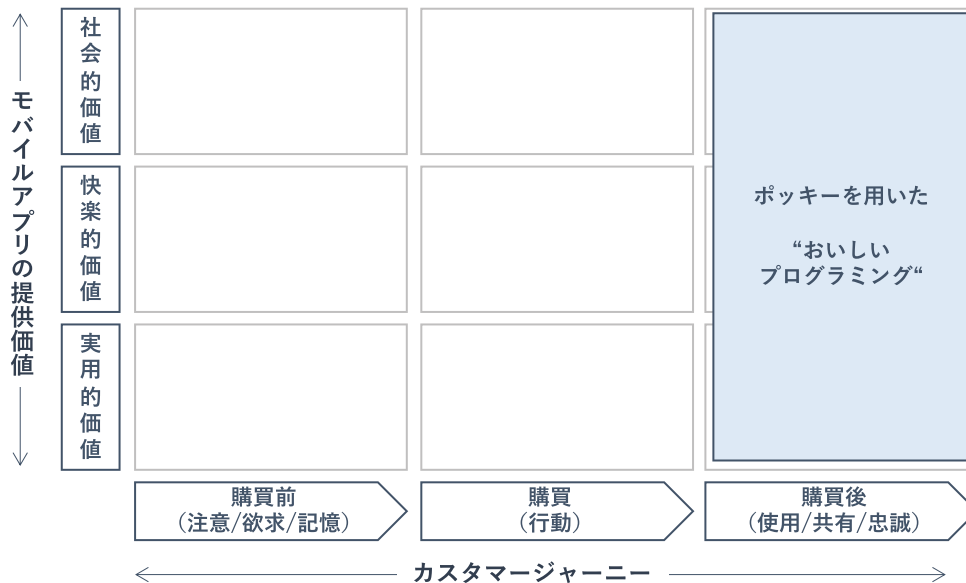 モバイルアプリの提供価値
社会的価値
快楽的価値
実用的価値
ポッキーを用いた
“おいしい
プログラミング“
購買前
（注意/欲求/記憶）
購買
（行動）
購買後
（使用/共有/忠誠）
カスタマージャーニー